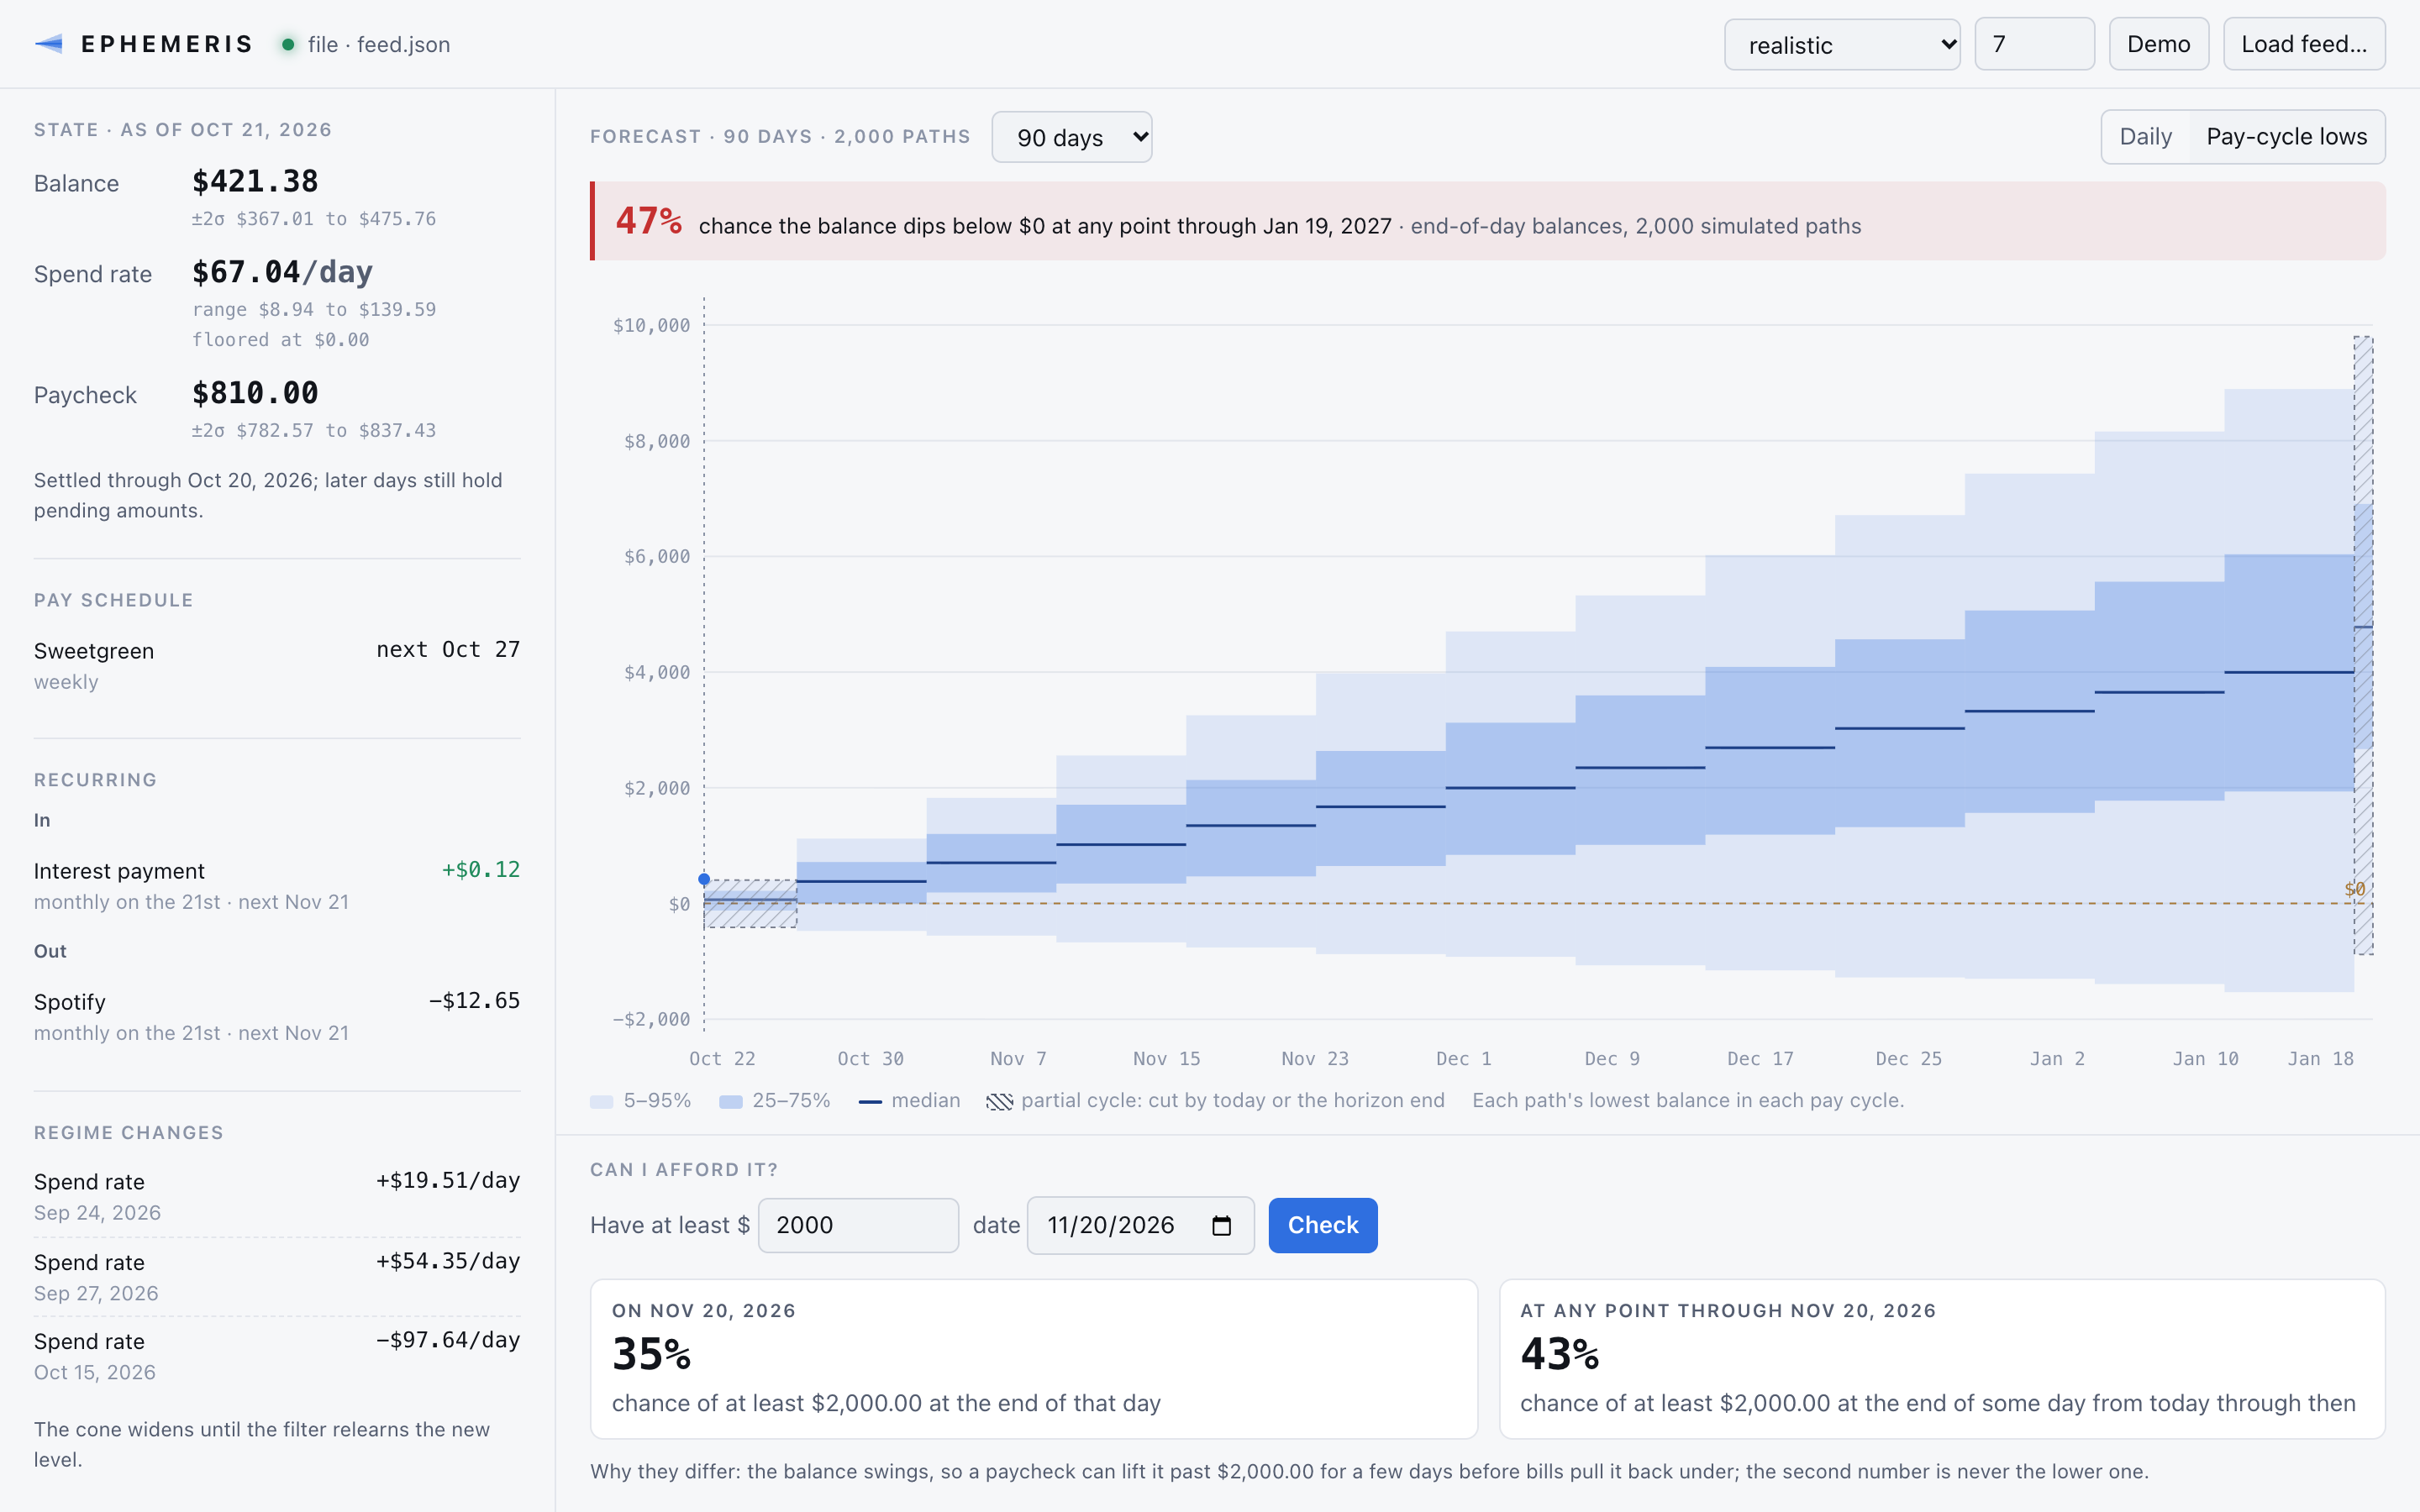 EPHEMERIS
file · feed.json
realistic
7
Demo
Load feed…
STATE · AS OF OCT 21, 2026
Balance
$421.38
±2σ $367.01 to $475.76
Spend rate
$67.04/day
range $8.94 to $139.59
floored at $0.00
Paycheck
$810.00
±2σ $782.57 to $837.43
Settled through Oct 20, 2026; later days still hold
pending amounts.
PAY SCHEDULE
Sweetgreen
next Oct 27
weekly
RECURRING
In
Interest payment
+$0.12
monthly on the 21st · next Nov 21
Out
Spotify
−$12.65
monthly on the 21st · next Nov 21
REGIME CHANGES
Spend rate
+$19.51/day
Sep 24, 2026
Spend rate
+$54.35/day
Sep 27, 2026
Spend rate
−$97.64/day
Oct 15, 2026
The cone widens until the filter relearns the new
level.
FORECAST · 90 DAYS · 2,000 PATHS
90 days
Daily
Pay-cycle lows
47% chance the balance dips below $0 at any point through Jan 19, 2027 · end-of-day balances, 2,000 simulated paths
$10,000
$8,000
$6,000
$4,000
$2,000
$0
−$2,000
$0
Oct 22
Oct 30
Nov 7
Nov 15
Nov 23
Dec 1
Dec 9
Dec 17
Dec 25
Jan 2
Jan 10
Jan 18
5–95%
25–75%
median
partial cycle: cut by today or the horizon end
Each path's lowest balance in each pay cycle.
CAN I AFFORD IT?
Have at least $
2000
date
11/20/2026
Check
ON NOV 20, 2026
35%
chance of at least $2,000.00 at the end of that day
AT ANY POINT THROUGH NOV 20, 2026
43%
chance of at least $2,000.00 at the end of some day from today through then
Why they differ: the balance swings, so a paycheck can lift it past $2,000.00 for a few days before bills pull it back under; the second number is never the lower one.